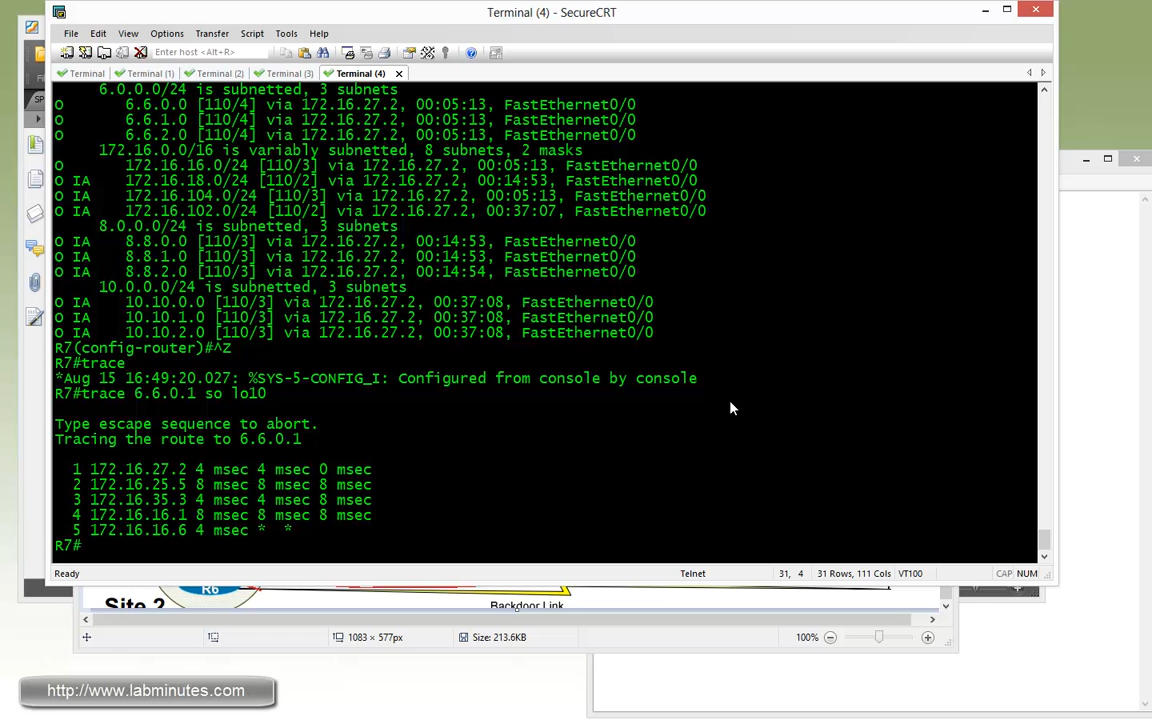 Terminal (4) - SecureCRT
File Edit View Options Transfer Script Tools Help
Enter host <Alt+R>
Terminal Terminal (1) Terminal (2) Terminal (3) Terminal (4)
6.0.0.0/24 is subnetted, 3 subnets
O 6.6.0.0 [110/4] via 172.16.27.2, 00:05:13, FastEthernet0/0
O 6.6.1.0 [110/4] via 172.16.27.2, 00:05:13, FastEthernet0/0
O 6.6.2.0 [110/4] via 172.16.27.2, 00:05:13, FastEthernet0/0
172.16.0.0/16 is variably subnetted, 8 subnets, 2 masks
O 172.16.16.0/24 [110/3] via 172.16.27.2, 00:05:13, FastEthernet0/0
O IA 172.16.18.0/24 [110/2] via 172.16.27.2, 00:14:53, FastEthernet0/0
O IA 172.16.104.0/24 [110/3] via 172.16.27.2, 00:05:13, FastEthernet0/0
O IA 172.16.102.0/24 [110/2] via 172.16.27.2, 00:37:07, FastEthernet0/0
8.0.0.0/24 is subnetted, 3 subnets
O IA 8.8.0.0 [110/3] via 172.16.27.2, 00:14:53, FastEthernet0/0
O IA 8.8.1.0 [110/3] via 172.16.27.2, 00:14:53, FastEthernet0/0
O IA 8.8.2.0 [110/3] via 172.16.27.2, 00:14:54, FastEthernet0/0
10.0.0.0/24 is subnetted, 3 subnets
O IA 10.10.0.0 [110/3] via 172.16.27.2, 00:37:08, FastEthernet0/0
O IA 10.10.1.0 [110/3] via 172.16.27.2, 00:37:08, FastEthernet0/0
O IA 10.10.2.0 [110/3] via 172.16.27.2, 00:37:08, FastEthernet0/0
R7(config-router)#^Z
R7#trace
*Aug 15 16:49:20.027: %SYS-5-CONFIG_I: Configured from console by console
R7#trace 6.6.0.1 so lo10
Type escape sequence to abort.
Tracing the route to 6.6.0.1
1 172.16.27.2 4 msec 4 msec 0 msec
2 172.16.25.5 8 msec 8 msec 8 msec
3 172.16.35.3 4 msec 4 msec 8 msec
4 172.16.16.1 8 msec 8 msec 8 msec
5 172.16.16.6 4 msec * *
R7#
Ready Telnet 31, 4 31 Rows, 111 Cols VT100 CAP NUM
R6
Site 2 Backdoor Link
1083 × 577px Size: 213.6KB 100%
http://www.labminutes.com